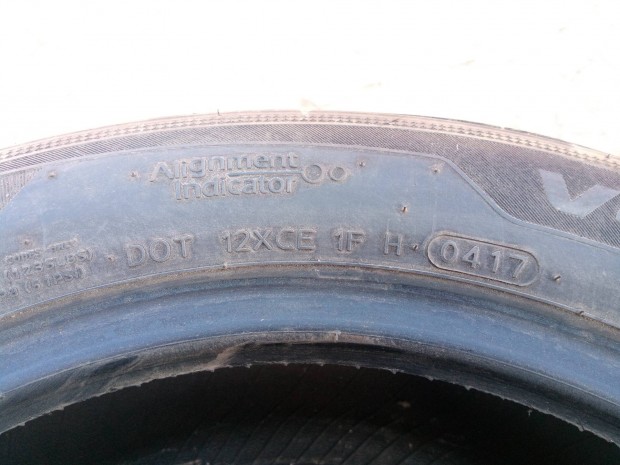 Alignment
Indicator
DOT 12XCE 1F H 0417
V